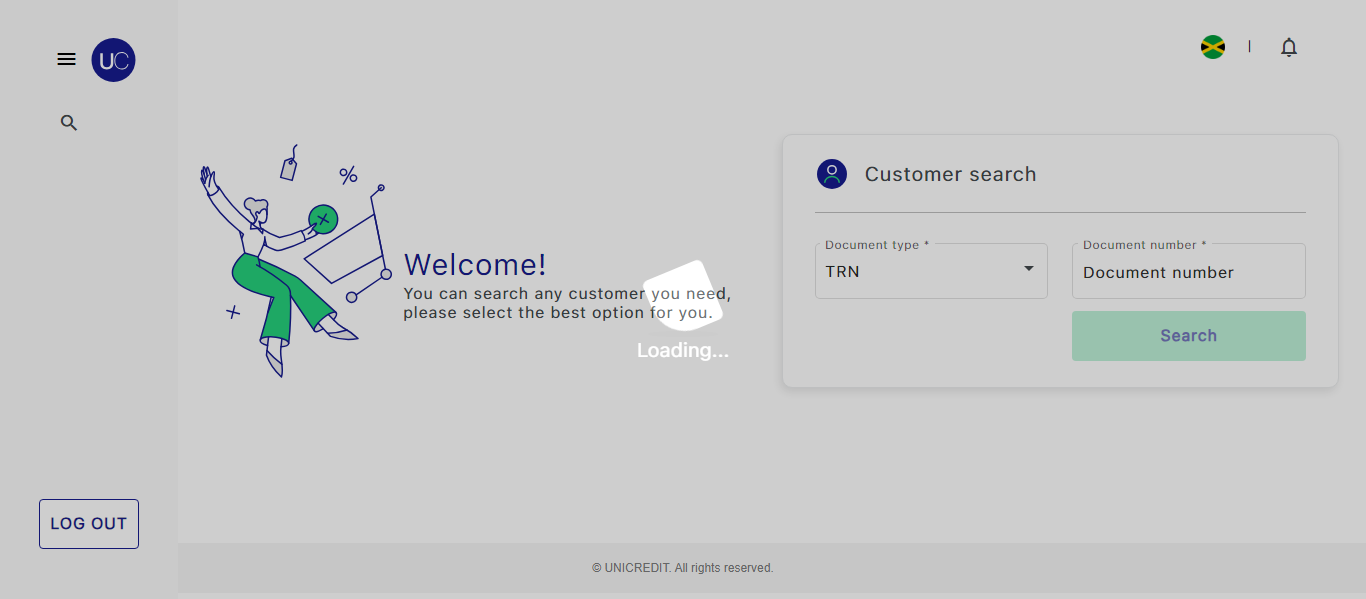 UC
Customer search
Document type *
TRN
Document number *
Document number
Search
Welcome!
You can search any customer you need,
please select the best option for you.
Loading...
LOG OUT
© UNICREDIT. All rights reserved.